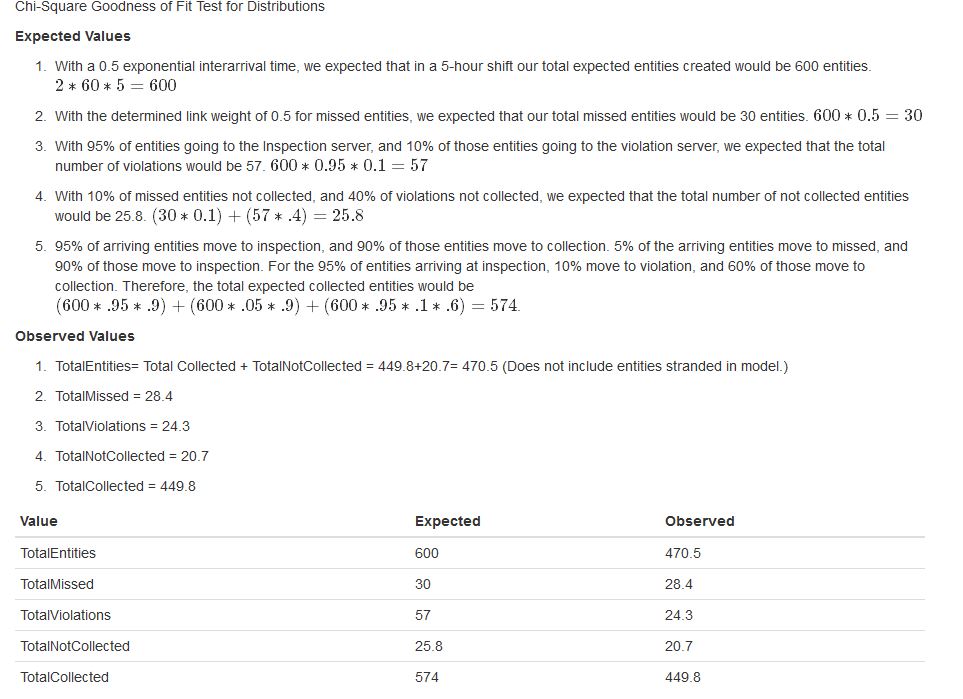 Chi-Square Goodness of Fit Test for Distributions
Expected Values
1. With a 0.5 exponential interarrival time, we expected that in a 5-hour shift our total expected entities created would be 600 entities.
2 ∗ 60 ∗ 5 = 600
2. With the determined link weight of 0.5 for missed entities, we expected that our total missed entities would be 30 entities. 600 ∗ 0.5 = 30
3. With 95% of entities going to the Inspection server, and 10% of those entities going to the violation server, we expected that the total
number of violations would be 57. 600 ∗ 0.95 ∗ 0.1 = 57
4. With 10% of missed entities not collected, and 40% of violations not collected, we expected that the total number of not collected entities
would be 25.8. (30 ∗ 0.1) + (57 ∗ .4) = 25.8
5. 95% of arriving entities move to inspection, and 90% of those entities move to collection. 5% of the arriving entities move to missed, and
90% of those move to inspection. For the 95% of entities arriving at inspection, 10% move to violation, and 60% of those move to
collection. Therefore, the total expected collected entities would be
(600 ∗ .95 ∗ .9) + (600 ∗ .05 ∗ .9) + (600 ∗ .95 ∗ .1 ∗ .6) = 574.
Observed Values
1. TotalEntities= Total Collected + TotalNotCollected = 449.8+20.7= 470.5 (Does not include entities stranded in model.)
2. TotalMissed = 28.4
3. TotalViolations = 24.3
4. TotalNotCollected = 20.7
5. TotalCollected = 449.8
Value Expected Observed
TotalEntities 600 470.5
TotalMissed 30 28.4
TotalViolations 57 24.3
TotalNotCollected 25.8 20.7
TotalCollected 574 449.8